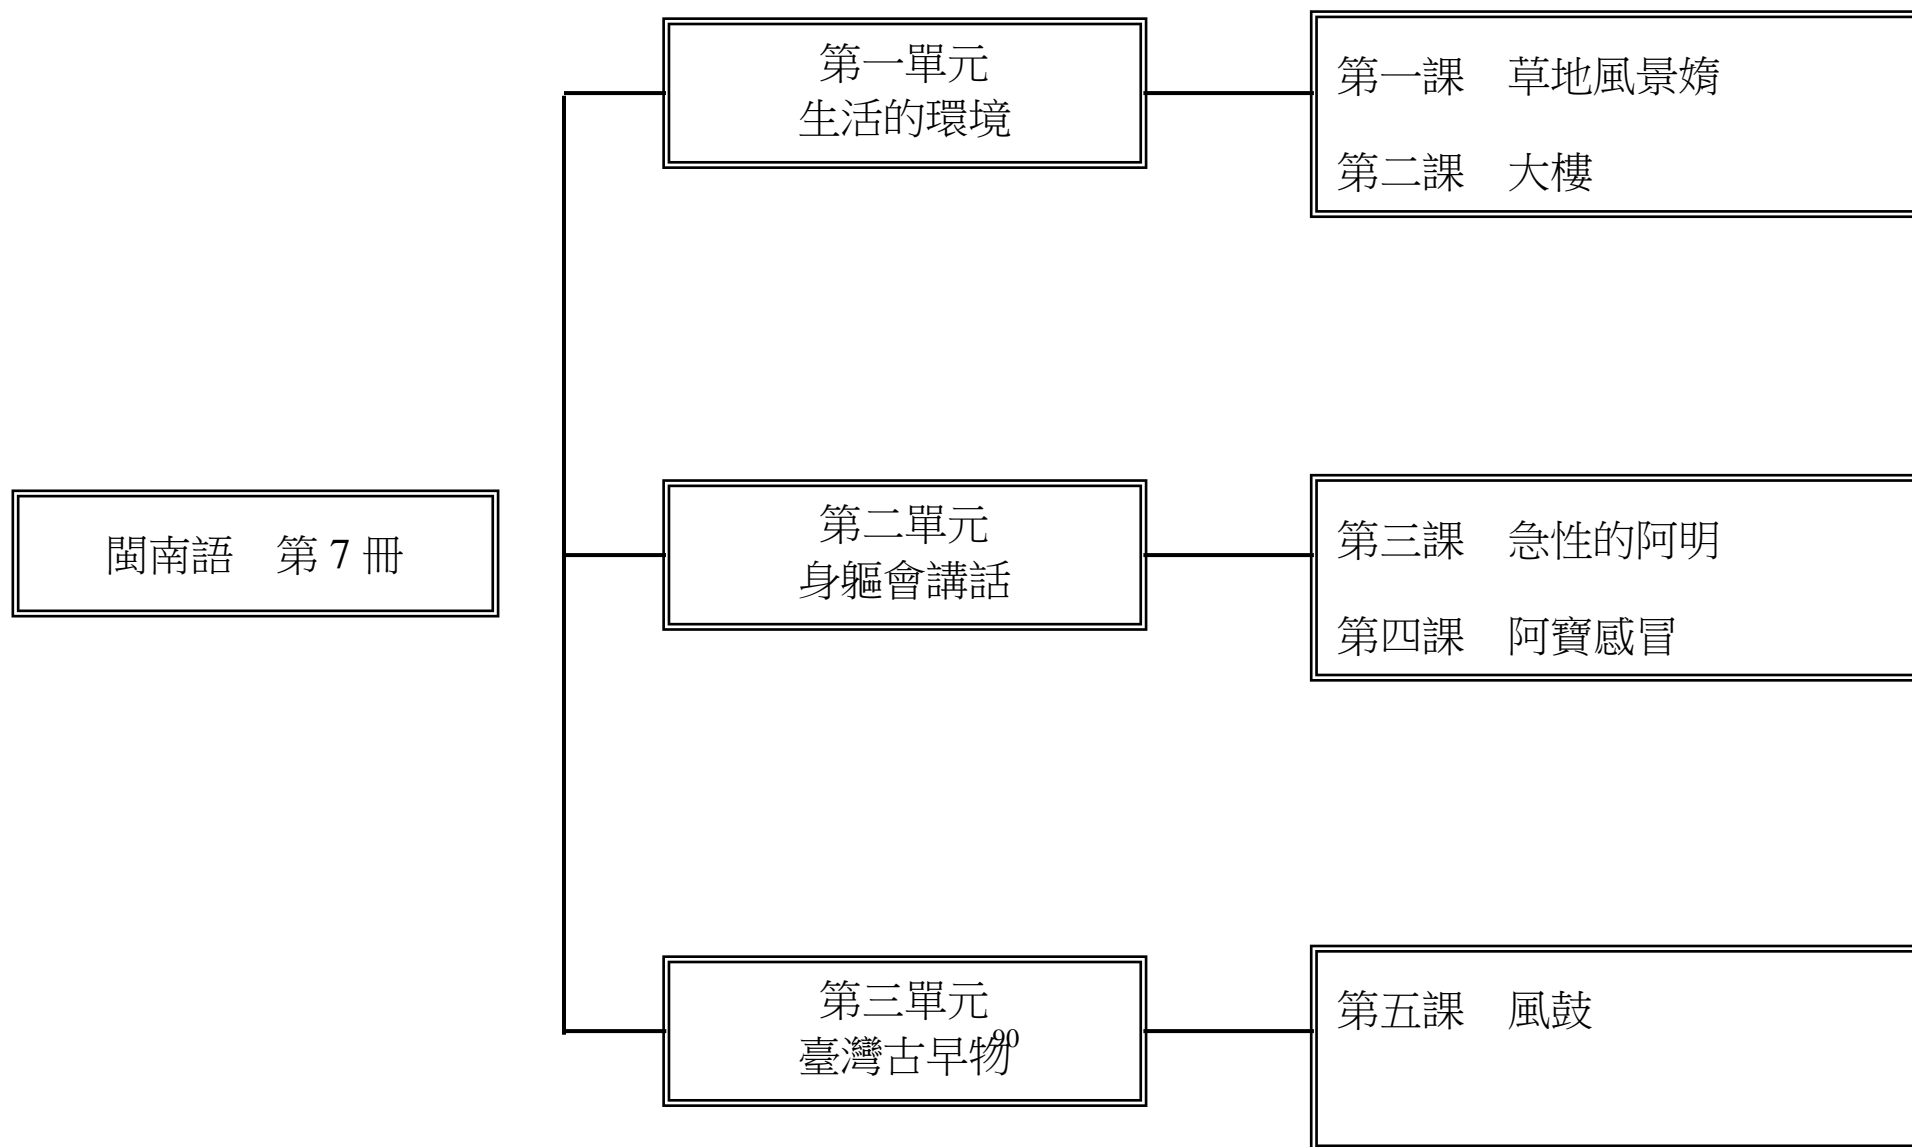 閩南語　第 7 冊
第一單元
生活的環境
第一課　草地風景媠
第二課　大樓
第二單元
身軀會講話
第三課　急性的阿明
第四課　阿寶感冒
第三單元
臺灣古早物
第五課　風鼓
90